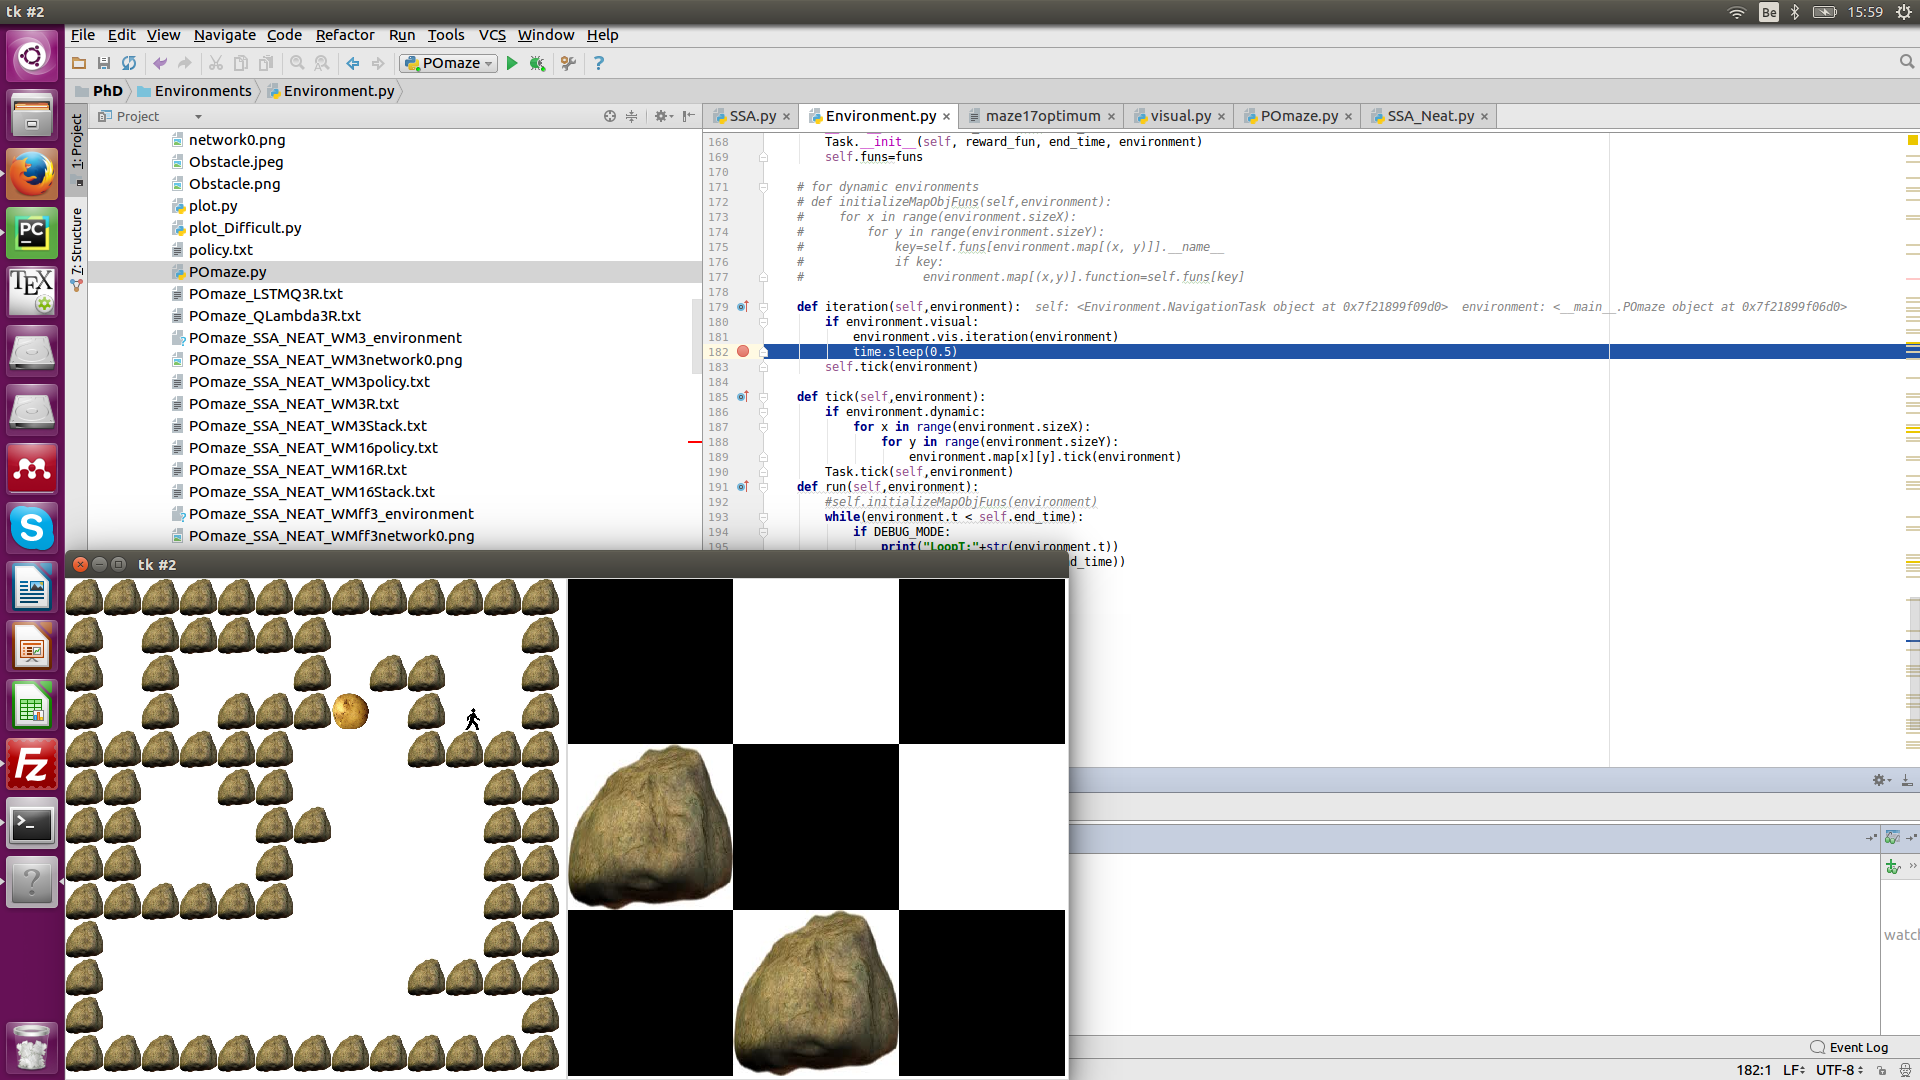 tk #2
Be
15:59
File Edit View Navigate Code Refactor Run Tools VCS Window Help
POmaze
PhD Environments Environment.py
Project
SSA.py Environment.py maze17optimum visual.py POmaze.py SSA_Neat.py
1: Project
7: Structure
network0.png
Obstacle.jpeg
Obstacle.png
plot.py
plot_Difficult.py
policy.txt
POmaze.py
POmaze_LSTMQ3R.txt
POmaze_QLambda3R.txt
POmaze_SSA_NEAT_WM3_environment
POmaze_SSA_NEAT_WM3network0.png
POmaze_SSA_NEAT_WM3policy.txt
POmaze_SSA_NEAT_WM3R.txt
POmaze_SSA_NEAT_WM3Stack.txt
POmaze_SSA_NEAT_WM16policy.txt
POmaze_SSA_NEAT_WM16R.txt
POmaze_SSA_NEAT_WM16Stack.txt
POmaze_SSA_NEAT_WMff3_environment
POmaze_SSA_NEAT_WMff3network0.png
168 Task.__init__(self, reward_fun, end_time, environment)
169 self.funs=funs
170
171 # for dynamic environments
172 # def initializeMapObjFuns(self,environment):
173 # for x in range(environment.sizeX):
174 # for y in range(environment.sizeY):
175 # key=self.funs[environment.map[(x, y)]].__name__
176 # if key:
177 # environment.map[(x,y)].function=self.funs[key]
178
179 def iteration(self,environment): self: <Environment.NavigationTask object at 0x7f21899f09d0> environment: <__main__.POmaze object at 0x7f21899f06d0>
180 if environment.visual:
181 environment.vis.iteration(environment)
182 time.sleep(0.5)
183 self.tick(environment)
184
185 def tick(self,environment):
186 if environment.dynamic:
187 for x in range(environment.sizeX):
188 for y in range(environment.sizeY):
189 environment.map[x][y].tick(environment)
190 Task.tick(self,environment)
191 def run(self,environment):
192 #self.initializeMapObjFuns(environment)
193 while(environment.t < self.end_time):
194 if DEBUG_MODE:
195 print("LoopT:"+str(environment.t))
d_time))
PC
TEX
S
Fz
>_
?
tk #2
watch
Event Log
182:1 LF UTF-8